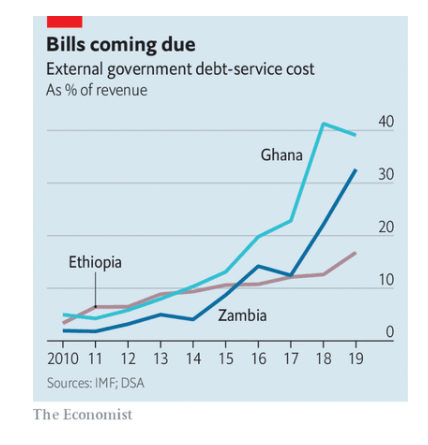 Bills coming due
External government debt-service cost
As % of revenue
40
Ghana
30
20
Ethiopia
10
Zambia
0
2010 11 12 13 14 15 16 17 18 19
Sources: IMF; DSA
The Economist